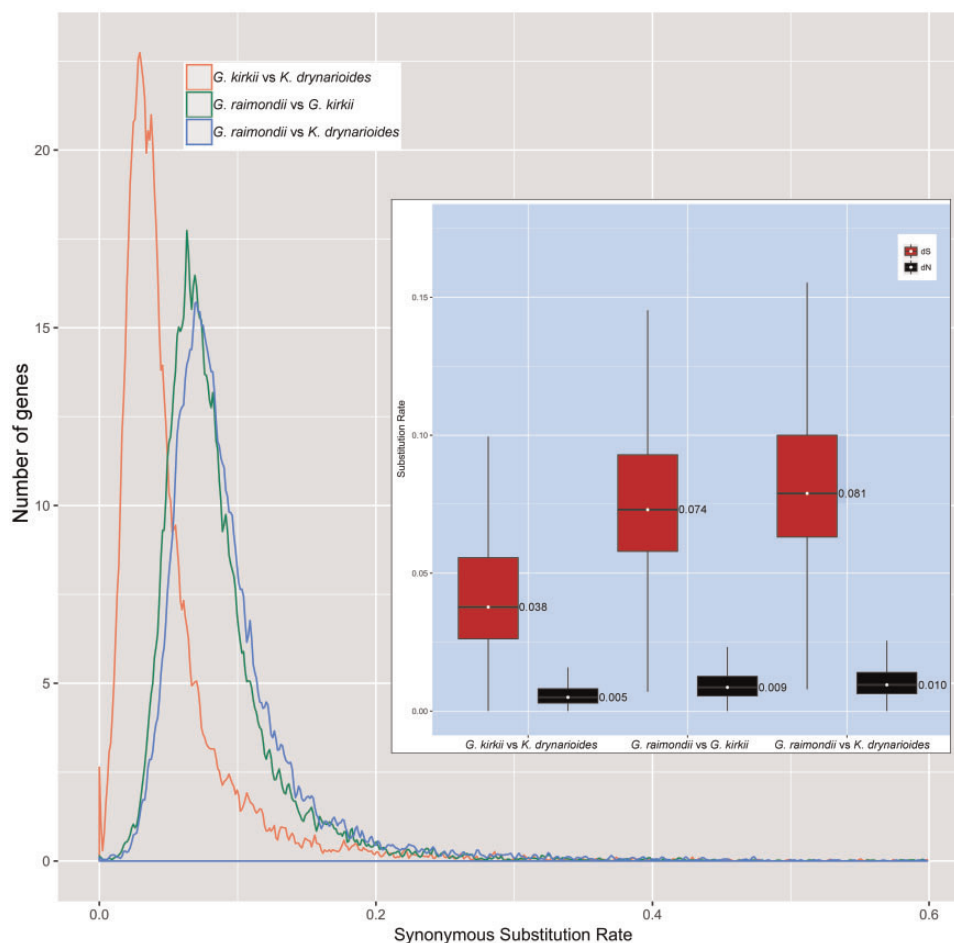 G. kirkii vs K. drynarioides
G. raimondii vs G. kirkii
G. raimondii vs K. drynarioides
Number of genes
20
15
10
5
0
0.0
0.2
0.4
0.6
Synonymous Substitution Rate
dS
dN
Substitution Rate
0.15
0.10
0.05
0.00
0.038
0.005
0.074
0.009
0.081
0.010
G. kirkii vs K. drynarioides
G. raimondii vs G. kirkii
G. raimondii vs K. drynarioides